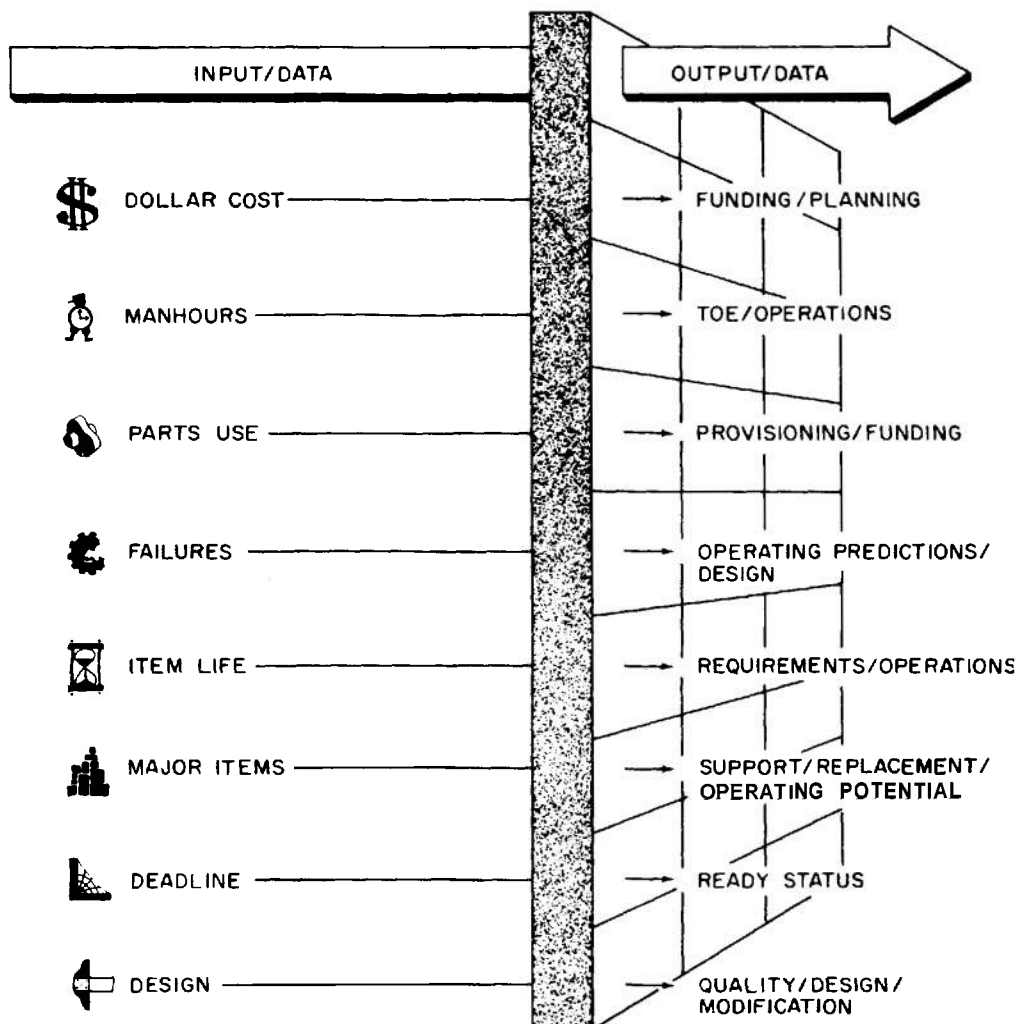 INPUT/DATA
OUTPUT/DATA
$ DOLLAR COST
FUNDING/PLANNING
MANHOURS
TOE/OPERATIONS
PARTS USE
PROVISIONING/FUNDING
FAILURES
OPERATING PREDICTIONS/
DESIGN
ITEM LIFE
REQUIREMENTS/OPERATIONS
MAJOR ITEMS
SUPPORT/REPLACEMENT/
OPERATING POTENTIAL
DEADLINE
READY STATUS
DESIGN
QUALITY/DESIGN/
MODIFICATION